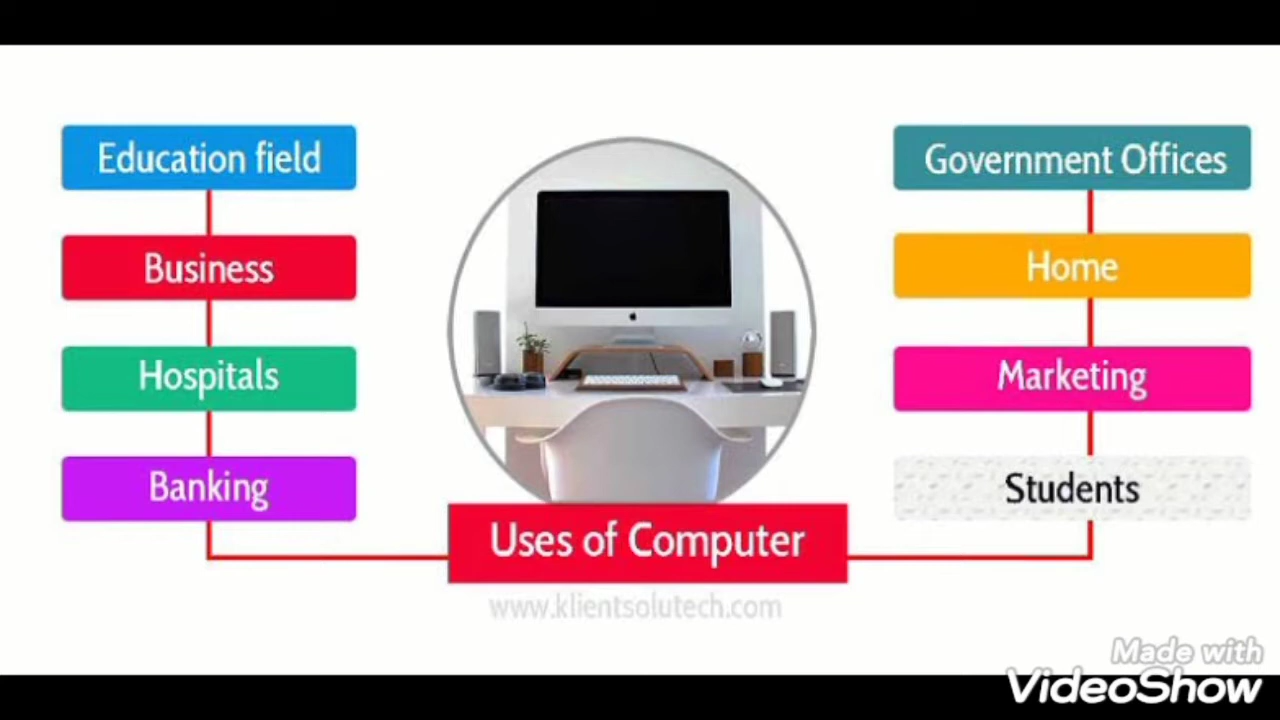 Education field
Business
Hospitals
Banking
Government Offices
Home
Marketing
Students
Uses of Computer
www.klientsolutech.com
Made with
VideoShow